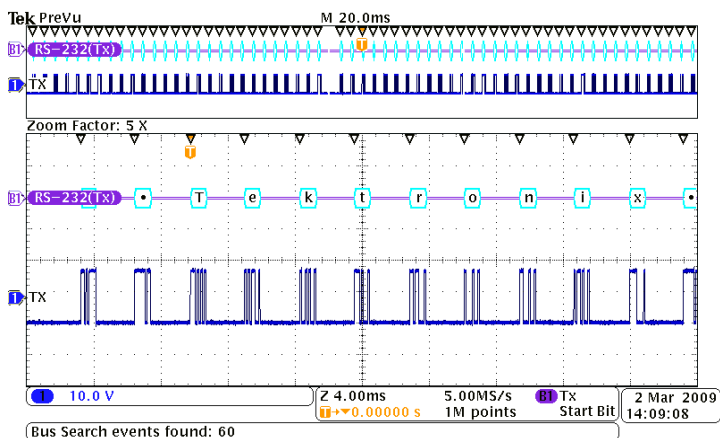 Tek PreVu M 20.0ms
B1 RS-232(Tx) T
1 TX
Zoom Factor: 5 X
T
B1 RS-232(Tx) • T e k t r o n i x •
1 TX
1 10.0 V Z 4.00ms 5.00MS/s B1 Tx 2 Mar 2009
T→▼0.00000 s 1M points Start Bit 14:09:08
Bus Search events found: 60